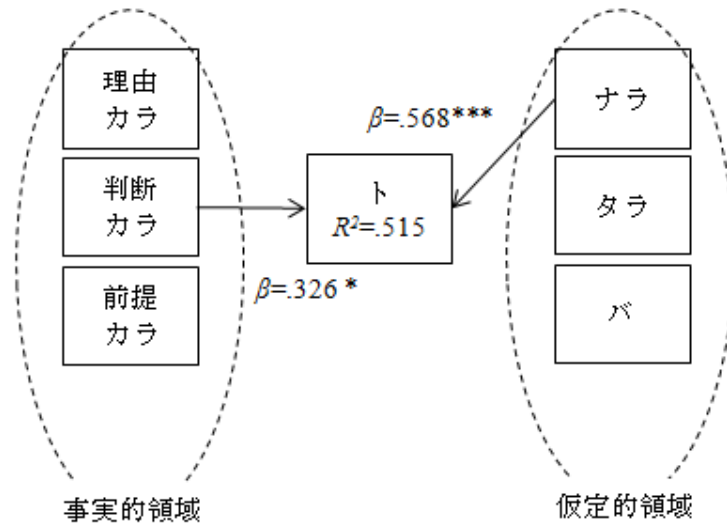 理由
カラ
判断
カラ
前提
カラ
事実的領域
β=.568***
ト
R²=.515
β=.326 *
ナラ
タラ
バ
仮定的領域